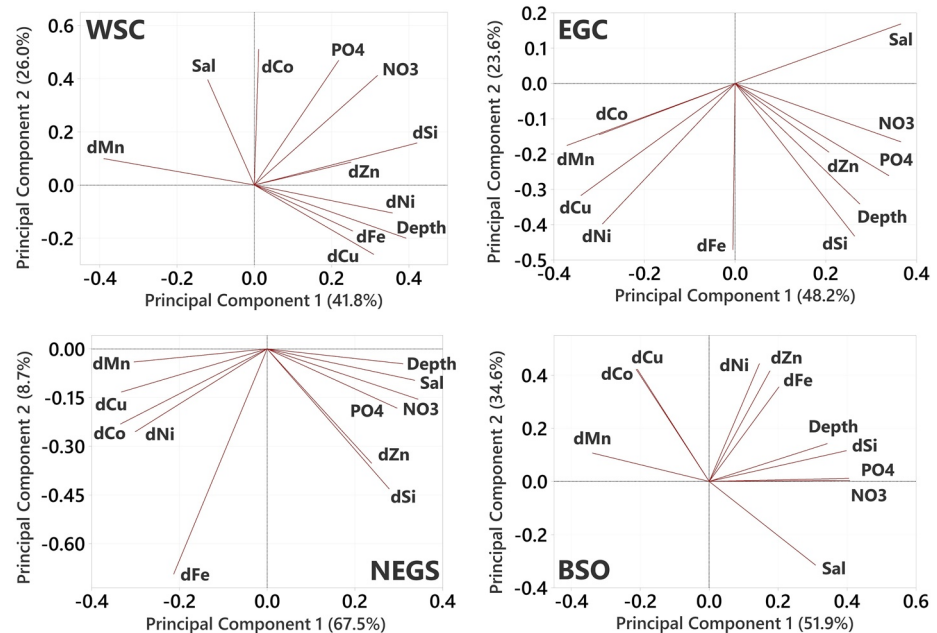 WSC
Principal Component 2 (26.0%)
0.6
0.4
0.2
0.0
-0.2
Sal
dCo
PO4
NO3
dMn
dSi
dZn
dNi
Depth
dFe
dCu
-0.4
-0.2
0.0
0.2
0.4
Principal Component 1 (41.8%)
EGC
Principal Component 2 (23.6%)
0.2
0.1
0.0
-0.1
-0.2
-0.3
-0.4
-0.5
Sal
dCo
NO3
dMn
dZn
PO4
dCu
Depth
dNi
dFe
dSi
-0.4
-0.2
0.0
0.2
0.4
Principal Component 1 (48.2%)
NEGS
Principal Component 2 (8.7%)
0.00
-0.15
-0.30
-0.45
-0.60
dMn
Depth
Sal
dCu
PO4
NO3
dCo
dNi
dZn
dSi
dFe
-0.4
-0.2
0.0
0.2
0.4
Principal Component 1 (67.5%)
BSO
Principal Component 2 (34.6%)
0.4
0.2
0.0
-0.2
-0.4
dCu
dCo
dNi
dZn
dFe
dMn
Depth
dSi
PO4
NO3
Sal
-0.4
-0.2
0.0
0.2
0.4
0.6
Principal Component 1 (51.9%)